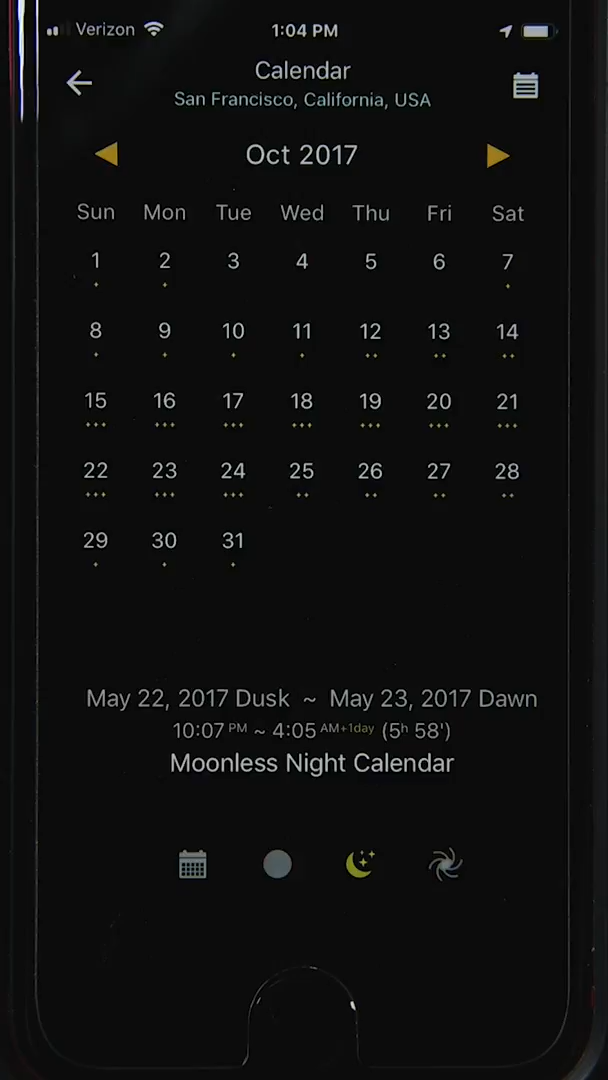 Verizon 1:04 PM
Calendar
San Francisco, California, USA
Oct 2017
Sun Mon Tue Wed Thu Fri Sat
1 2 3 4 5 6 7
8 9 10 11 12 13 14
15 16 17 18 19 20 21
22 23 24 25 26 27 28
29 30 31
May 22, 2017 Dusk ~ May 23, 2017 Dawn
10:07 PM ~ 4:05 AM+1day (5h 58')
Moonless Night Calendar